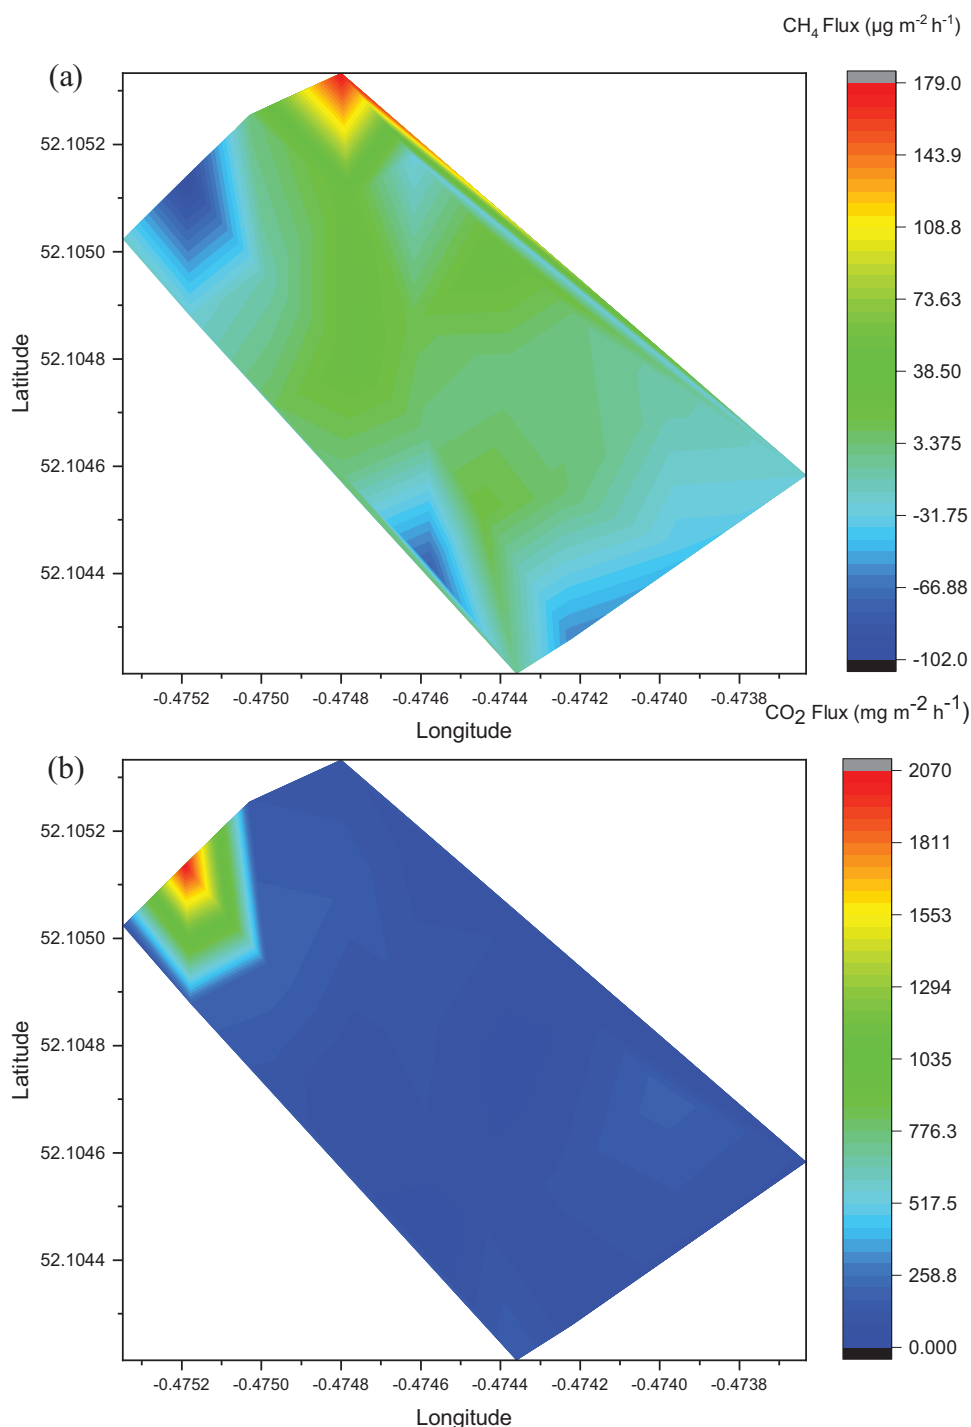 CH4 Flux (µg m-2 h-1)
(a)
179.0
143.9
108.8
73.63
38.50
3.375
-31.75
-66.88
-102.0
52.1052
52.1050
52.1048
52.1046
52.1044
Latitude
-0.4752 -0.4750 -0.4748 -0.4746 -0.4744 -0.4742 -0.4740 -0.4738
Longitude
CO2 Flux (mg m-2 h-1)
(b)
2070
1811
1553
1294
1035
776.3
517.5
258.8
0.000
52.1052
52.1050
52.1048
52.1046
52.1044
Latitude
-0.4752 -0.4750 -0.4748 -0.4746 -0.4744 -0.4742 -0.4740 -0.4738
Longitude